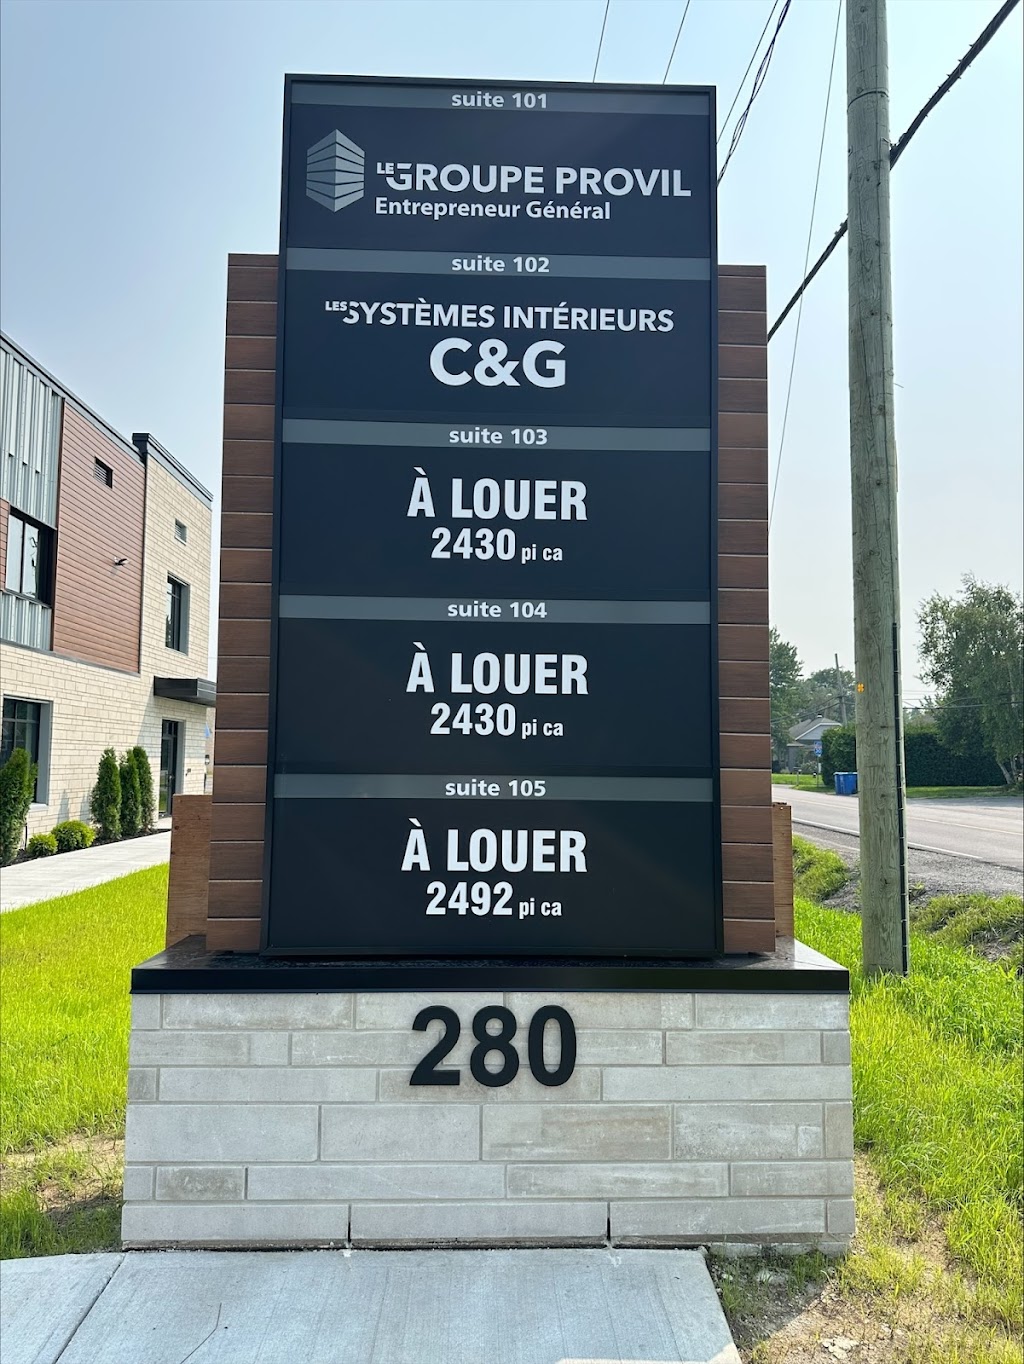 suite 101
LE GROUPE PROVIL
Entrepreneur Général
suite 102
LES SYSTÈMES INTÉRIEURS
C&G
suite 103
À LOUER
2430 pi ca
suite 104
À LOUER
2430 pi ca
suite 105
À LOUER
2492 pi ca
280